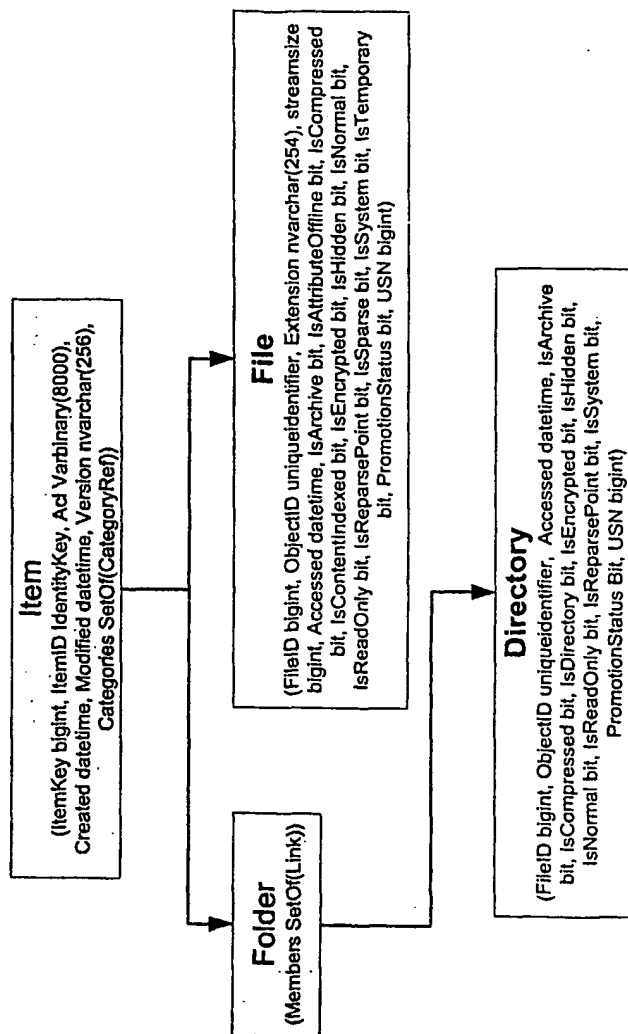 Item
(ItemKey bigint, ItemID IdentityKey, Acl Varbinary(8000),
Created datetime, Modified datetime, Version nvarchar(256),
Categories SetOf(CategoryRef))
Folder
(Members SetOf(Link))
File
(FileID bigint, ObjectID uniqueidentifier, Extension nvarchar(254), streamsize
bigint, Accessed datetime, IsArchive bit, IsAttributeOffline bit, IsCompressed
bit, IsContentIndexed bit, IsEncrypted bit, IsHidden bit, IsNormal bit,
IsReadOnly bit, IsReparsePoint bit, IsSparse bit, IsSystem bit, IsTemporary
bit, PromotionStatus bit, USN bigint)
Directory
(FileID bigint, ObjectID uniqueidentifier, Accessed datetime, IsArchive
bit, IsCompressed bit, IsDirectory bit, IsEncrypted bit, IsHidden bit,
IsNormal bit, IsReadOnly bit, IsReparsePoint bit, IsSystem bit,
PromotionStatus Bit, USN bigint)